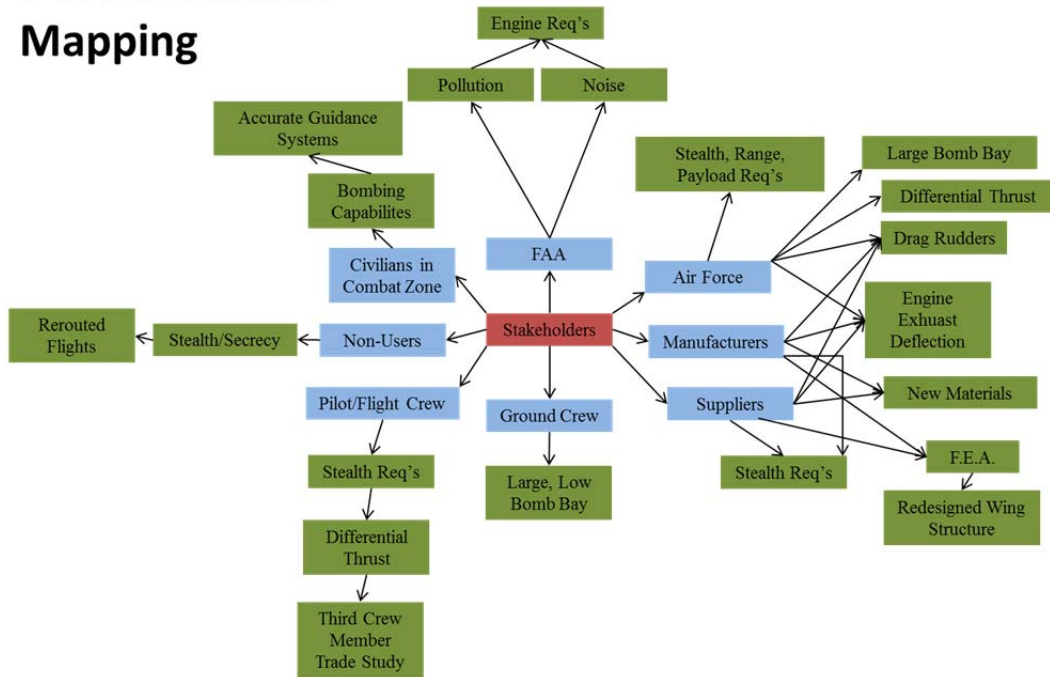 Mapping
Engine Req's
Pollution
Noise
Accurate Guidance
Systems
Stealth, Range,
Payload Req's
Large Bomb Bay
Bombing
Capabilites
Differential Thrust
Drag Rudders
FAA
Civilians in
Combat Zone
Air Force
Engine
Exhuast
Deflection
Rerouted
Flights
Stealth/Secrecy
Non-Users
Stakeholders
Manufacturers
New Materials
Pilot/Flight Crew
Ground Crew
Suppliers
Stealth Req's
Large, Low
Bomb Bay
Stealth Req's
F.E.A.
Redesigned Wing
Structure
Differential
Thrust
Third Crew
Member
Trade Study